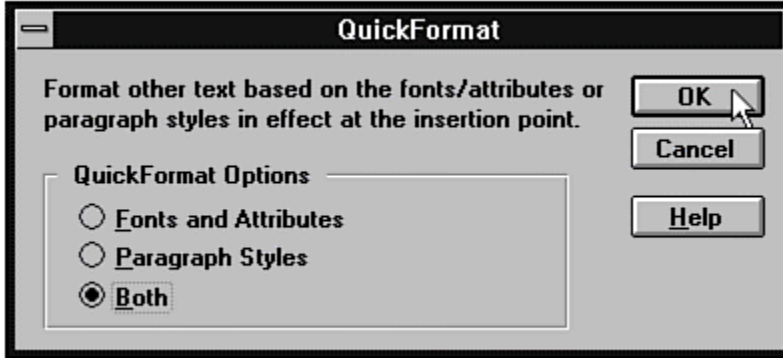 QuickFormat
Format other text based on the fonts/attributes or
paragraph styles in effect at the insertion point.
OK
Cancel
Help
QuickFormat Options
Fonts and Attributes
Paragraph Styles
Both